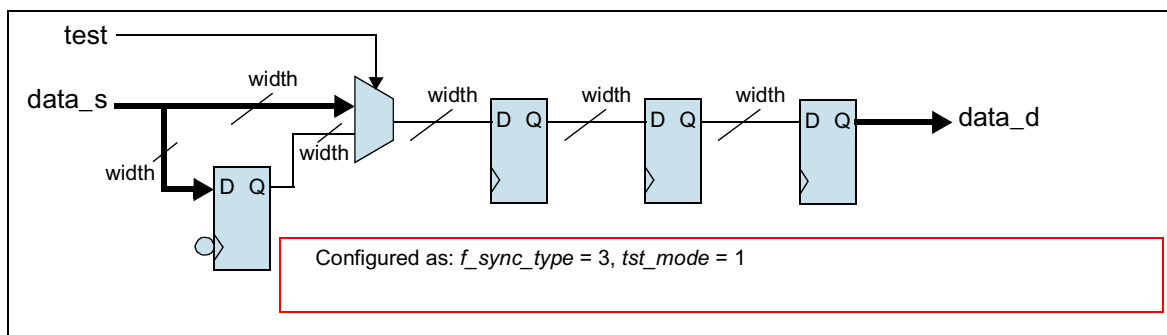 test
width
width
width
width
data_s
data_d
D Q
D Q
D Q
width
width
D Q
Configured as: f_sync_type = 3, tst_mode = 1